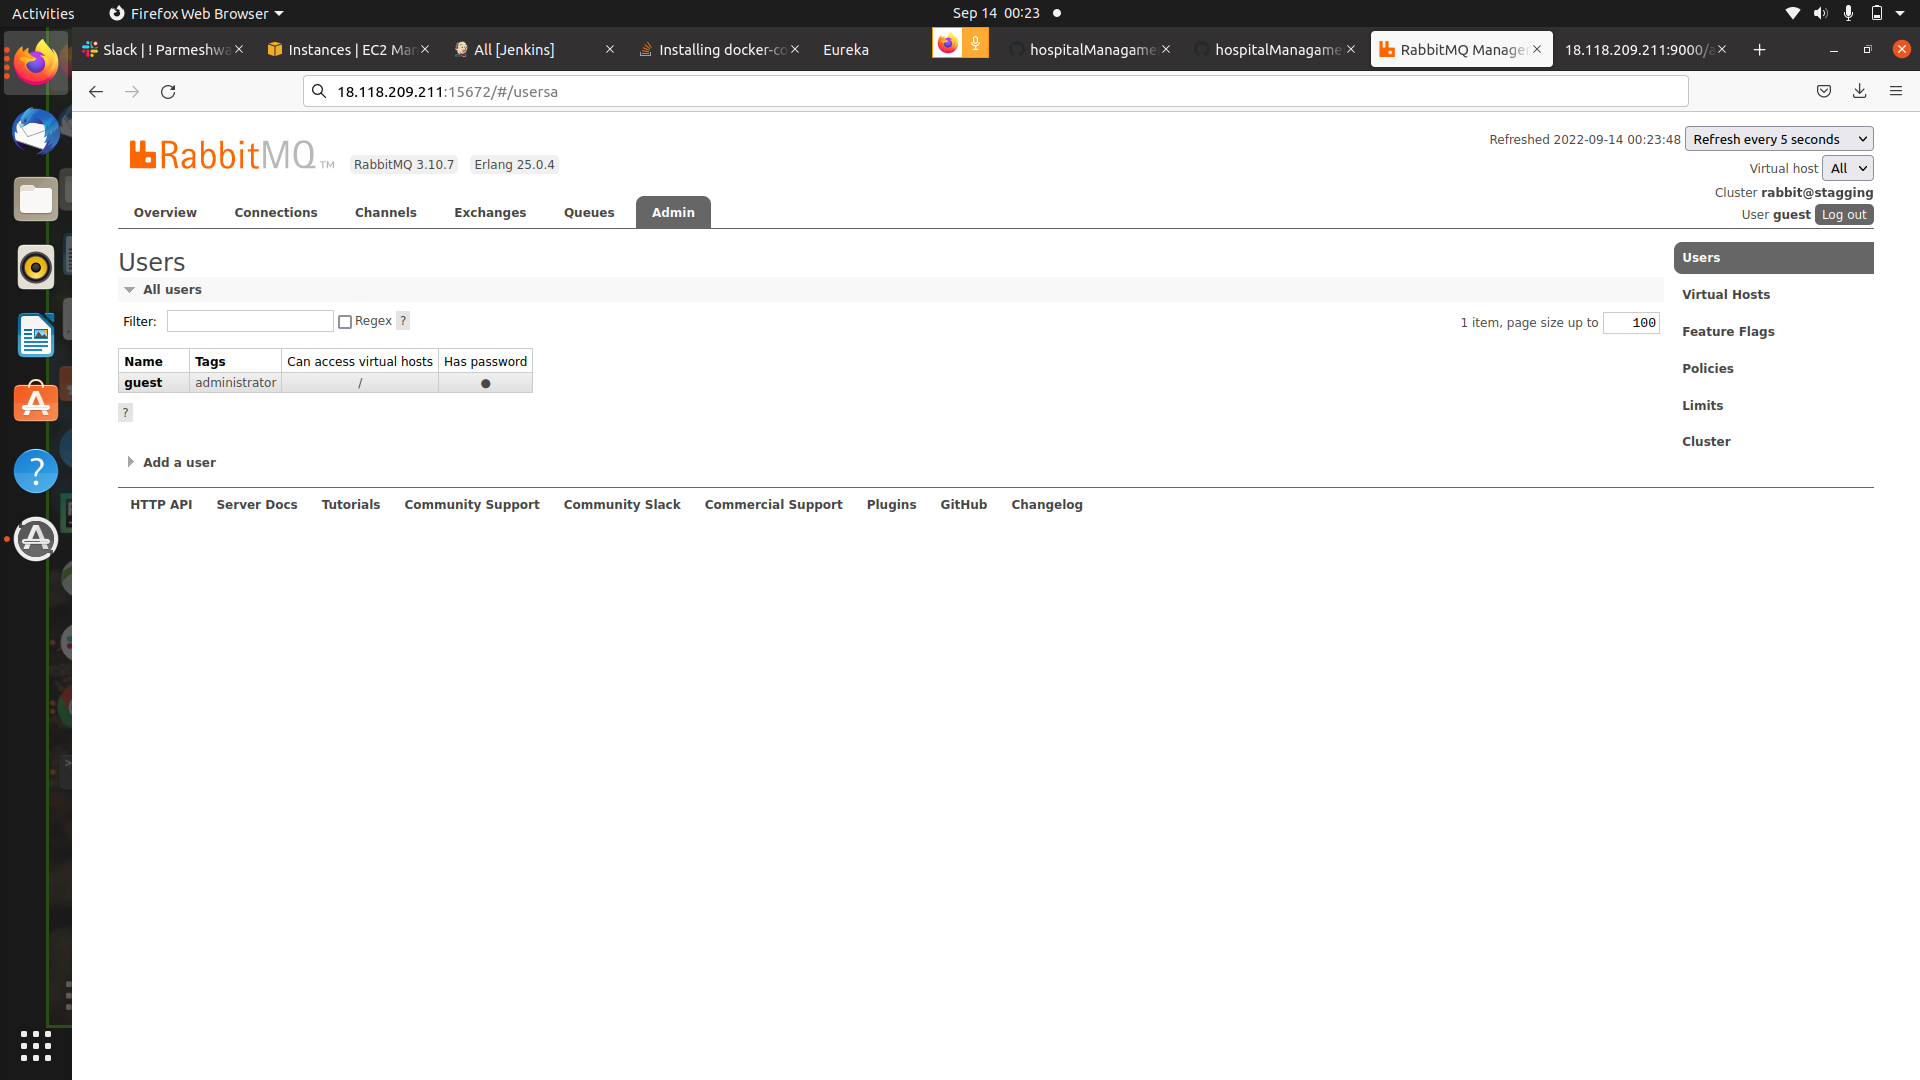 Activities
Firefox Web Browser
Sep 14 00:23
Slack | ! Parmeshwa
Instances | EC2 Man
All [Jenkins]
Installing docker-co
Eureka
hospitalManagame
hospitalManagame
RabbitMQ Manage
18.118.209.211:9000/a
18.118.209.211:15672/#/usersa
RabbitMQ TM
RabbitMQ 3.10.7
Erlang 25.0.4
Refreshed 2022-09-14 00:23:48
Refresh every 5 seconds
Virtual host All
Cluster rabbit@stagging
User guest Log out
Overview
Connections
Channels
Exchanges
Queues
Admin
Users
All users
Filter:
Regex ?
1 item, page size up to 100
Name Tags Can access virtual hosts Has password
guest administrator / ●
?
Add a user
Users
Virtual Hosts
Feature Flags
Policies
Limits
Cluster
HTTP API
Server Docs
Tutorials
Community Support
Community Slack
Commercial Support
Plugins
GitHub
Changelog